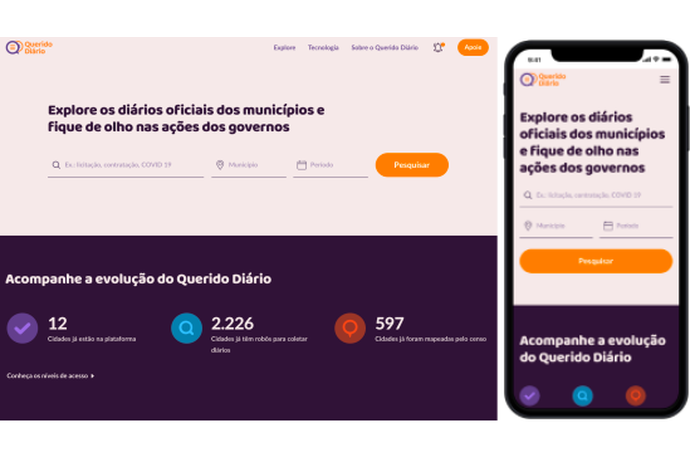 Querido
Diário
Explore Tecnologia Sobre o Querido Diário Apoie
Explore os diários oficiais dos municípios e
fique de olho nas ações dos governos
Ex.: licitação, contratação, COVID 19 Município Período Pesquisar
Acompanhe a evolução do Querido Diário
12
Cidades já estão na plataforma
2.226
Cidades já têm robôs para coletar
diários
597
Cidades já foram mapeadas pelo censo
Conheça os níveis de acesso
9:41
Querido
Diário
Explore os diários
oficiais dos municípios
e fique de olho nas
ações dos governos
Ex.: licitação, contratação, COVID 19
Município Período
Pesquisar
Acompanhe a evolução
do Querido Diário